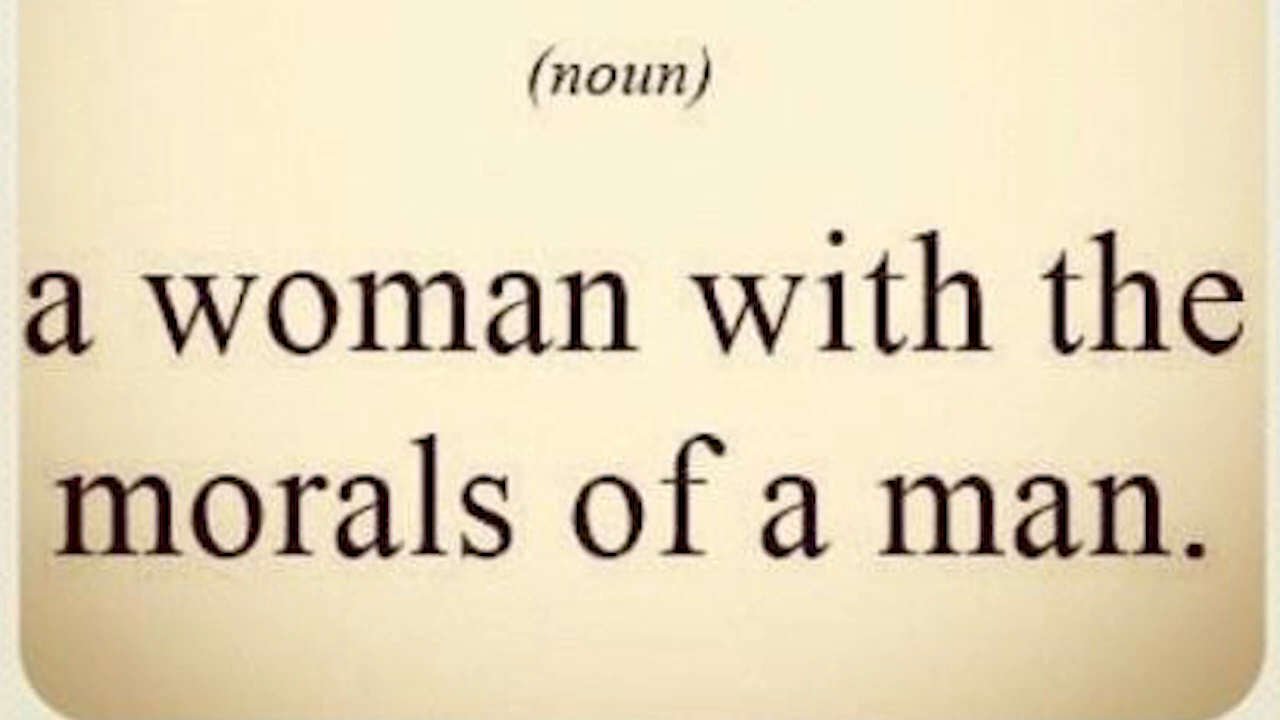 (noun)
a woman with the
morals of a man.